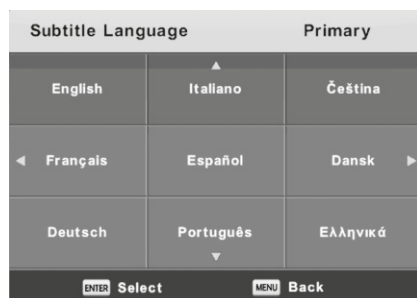 Subtitle Language Primary
English Italiano Čeština
Français Español Dansk
Deutsch Português Ελληνικά
ENTER Select MENU Back